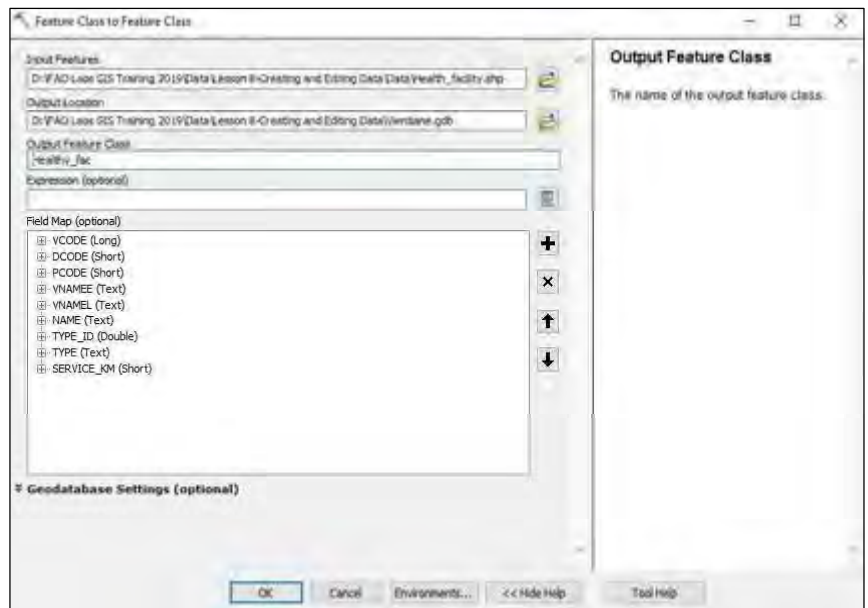 Feature Class to Feature Class
Input Features
D:\FAO Laos GIS Training 2019\Data\Lesson 8-Creating and Editing Data\Data\Health_facility.shp
Output Location
D:\FAO Laos GIS Training 2019\Data\Lesson 8-Creating and Editing Data\Vientiane.gdb
Output Feature Class
Healthy_fac
Expression (optional)
Field Map (optional)
VCODE (Long)
DCODE (Short)
PCODE (Short)
VNAMEE (Text)
VNAMEL (Text)
NAME (Text)
TYPE_ID (Double)
TYPE (Text)
SERVICE_KM (Short)
Geodatabase Settings (optional)
OK
Cancel
Environments...
<< Hide Help
Output Feature Class
The name of the output feature class.
Tool Help